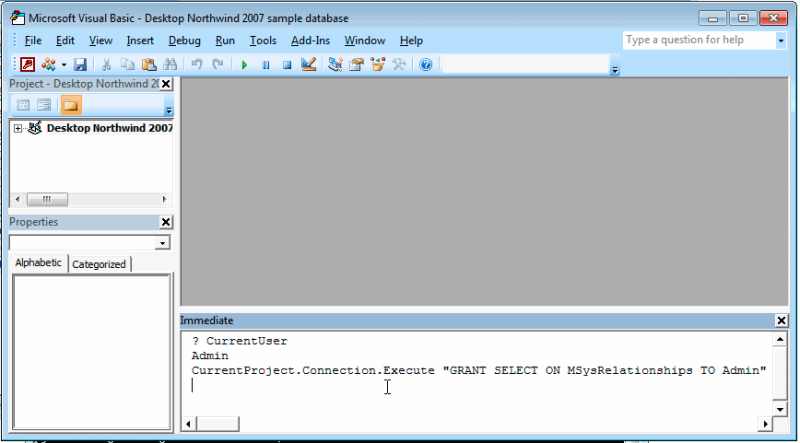 Microsoft Visual Basic - Desktop Northwind 2007 sample database
File Edit View Insert Debug Run Tools Add-Ins Window Help
Type a question for help
Project - Desktop Northwind 2
Desktop Northwind 2007
Properties
Alphabetic Categorized
Immediate
? CurrentUser
Admin
CurrentProject.Connection.Execute "GRANT SELECT ON MSysRelationships TO Admin"